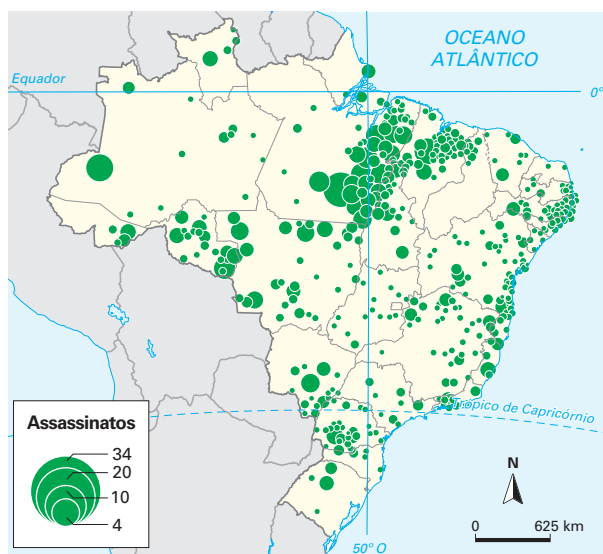 OCEANO
ATLÂNTICO
Equador
0°
Assassinatos
34
20
10
4
Trópico de Capricórnio
N
0 625 km
50° O